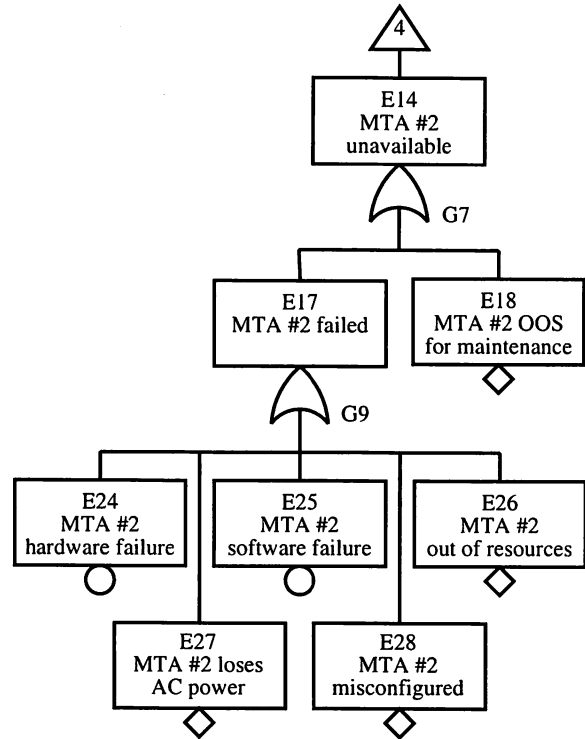 4
E14
MTA #2
unavailable
G7
E17
MTA #2 failed
E18
MTA #2 OOS
for maintenance
G9
E24
MTA #2
hardware failure
E25
MTA #2
software failure
E26
MTA #2
out of resources
E27
MTA #2 loses
AC power
E28
MTA #2
misconfigured